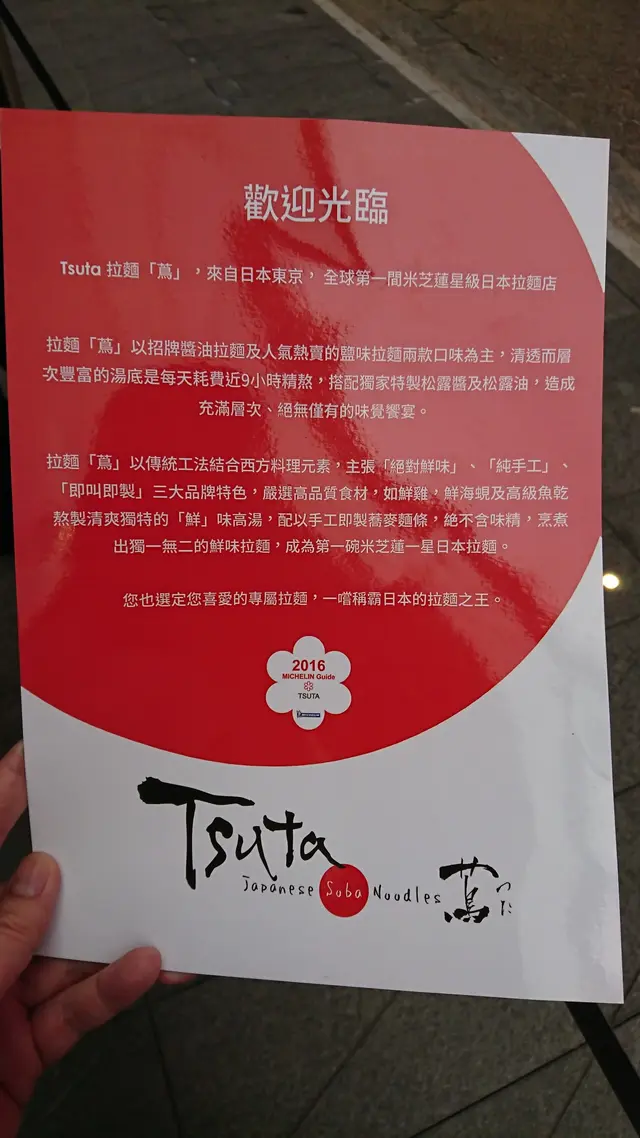 歡迎光臨
Tsuta 拉麵「蔦」，來自日本東京， 全球第一間米芝蓮星級日本拉麵店
拉麵「蔦」以招牌醬油拉麵及人氣熱賣的鹽味拉麵兩款口味為主，清透而層
次豐富的湯底是每天耗費近9小時精熬，搭配獨家特製松露醬及松露油，造成
充滿層次、絕無僅有的味覺饗宴。
拉麵「蔦」以傳統工法結合西方料理元素，主張「絕對鮮味」、「純手工」、
「即叫即製」三大品牌特色，嚴選高品質食材，如鮮雞，鮮海蜆及高級魚乾
熬製清爽獨特的「鮮」味高湯，配以手工即製蕎麥麵條，絕不含味精，烹煮
出獨一無二的鮮味拉麵，成為第一碗米芝蓮一星日本拉麵。
您也選定您喜愛的專屬拉麵，一嚐稱霸日本的拉麵之王。
2016
MICHELIN Guide
TSUTA
Tsuta
Japanese Soba Noodles 蔦 つた